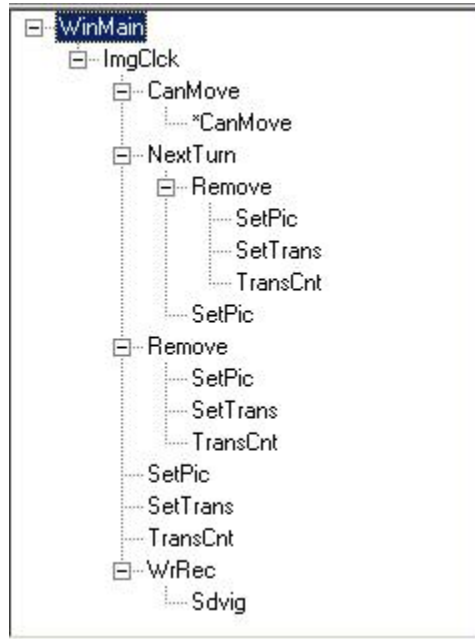 WinMain
ImgClck
CanMove
*CanMove
NextTurn
Remove
SetPic
SetTrans
TransCnt
SetPic
Remove
SetPic
SetTrans
TransCnt
SetPic
SetTrans
TransCnt
WrRec
Sdvig